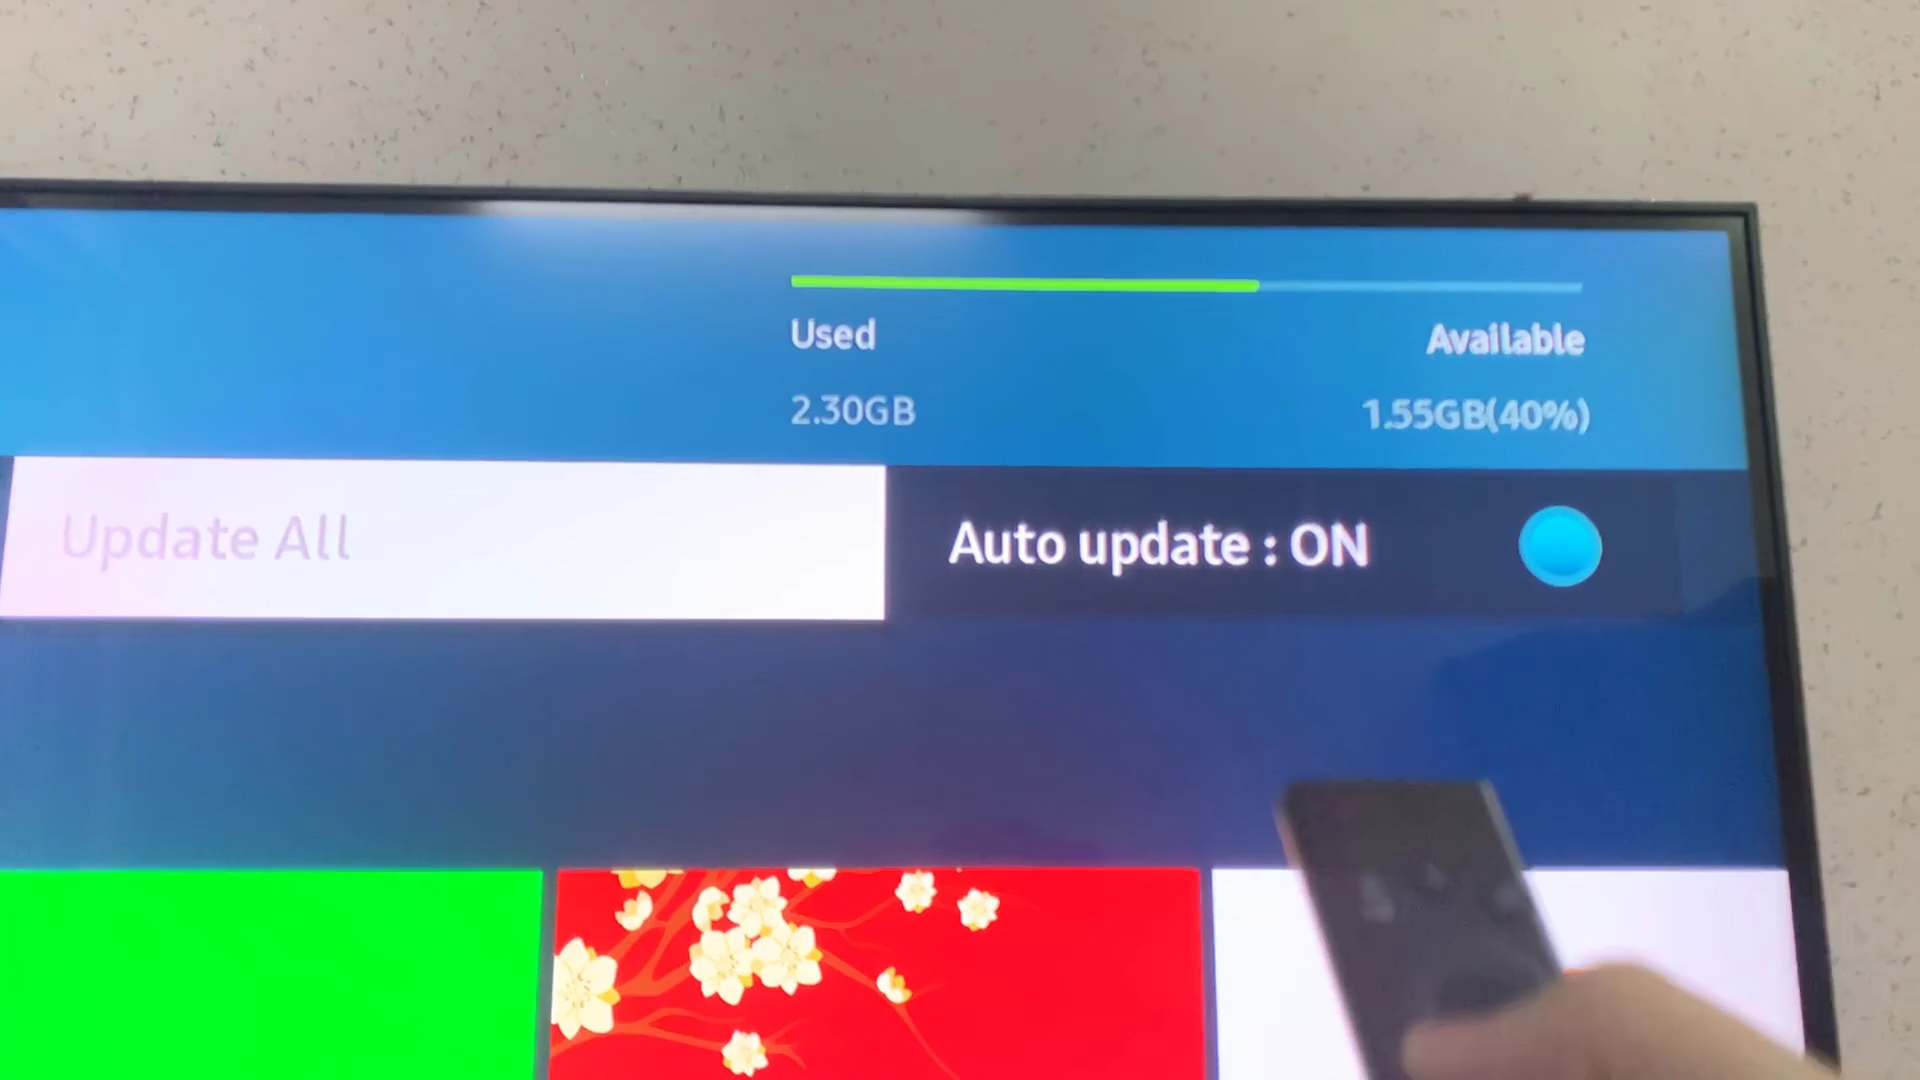 Used
Available
2.30GB
1.55GB(40%)
Update All
Auto update : ON